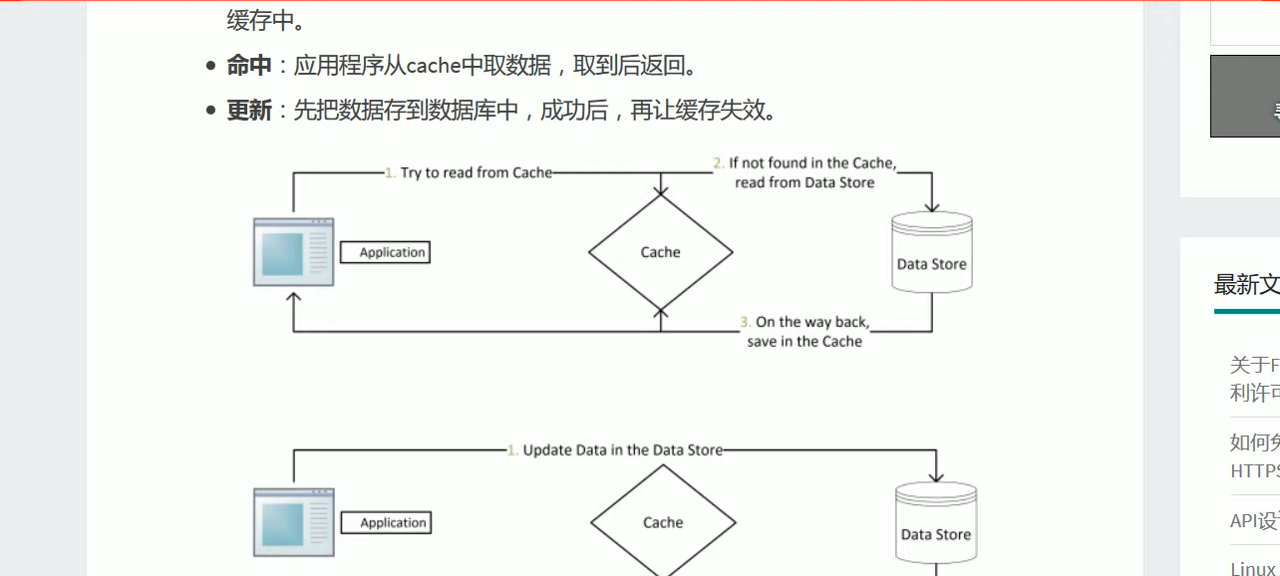 缓存中。
命中：应用程序从cache中取数据，取到后返回。
更新：先把数据存到数据库中，成功后，再让缓存失效。
1. Try to read from Cache
2. If not found in the Cache,
read from Data Store
Application
Cache
Data Store
3. On the way back,
save in the Cache
1. Update Data in the Data Store
Application
Cache
Data Store
最新文
关于F
利许可
如何免
HTTPS
API设
Linux